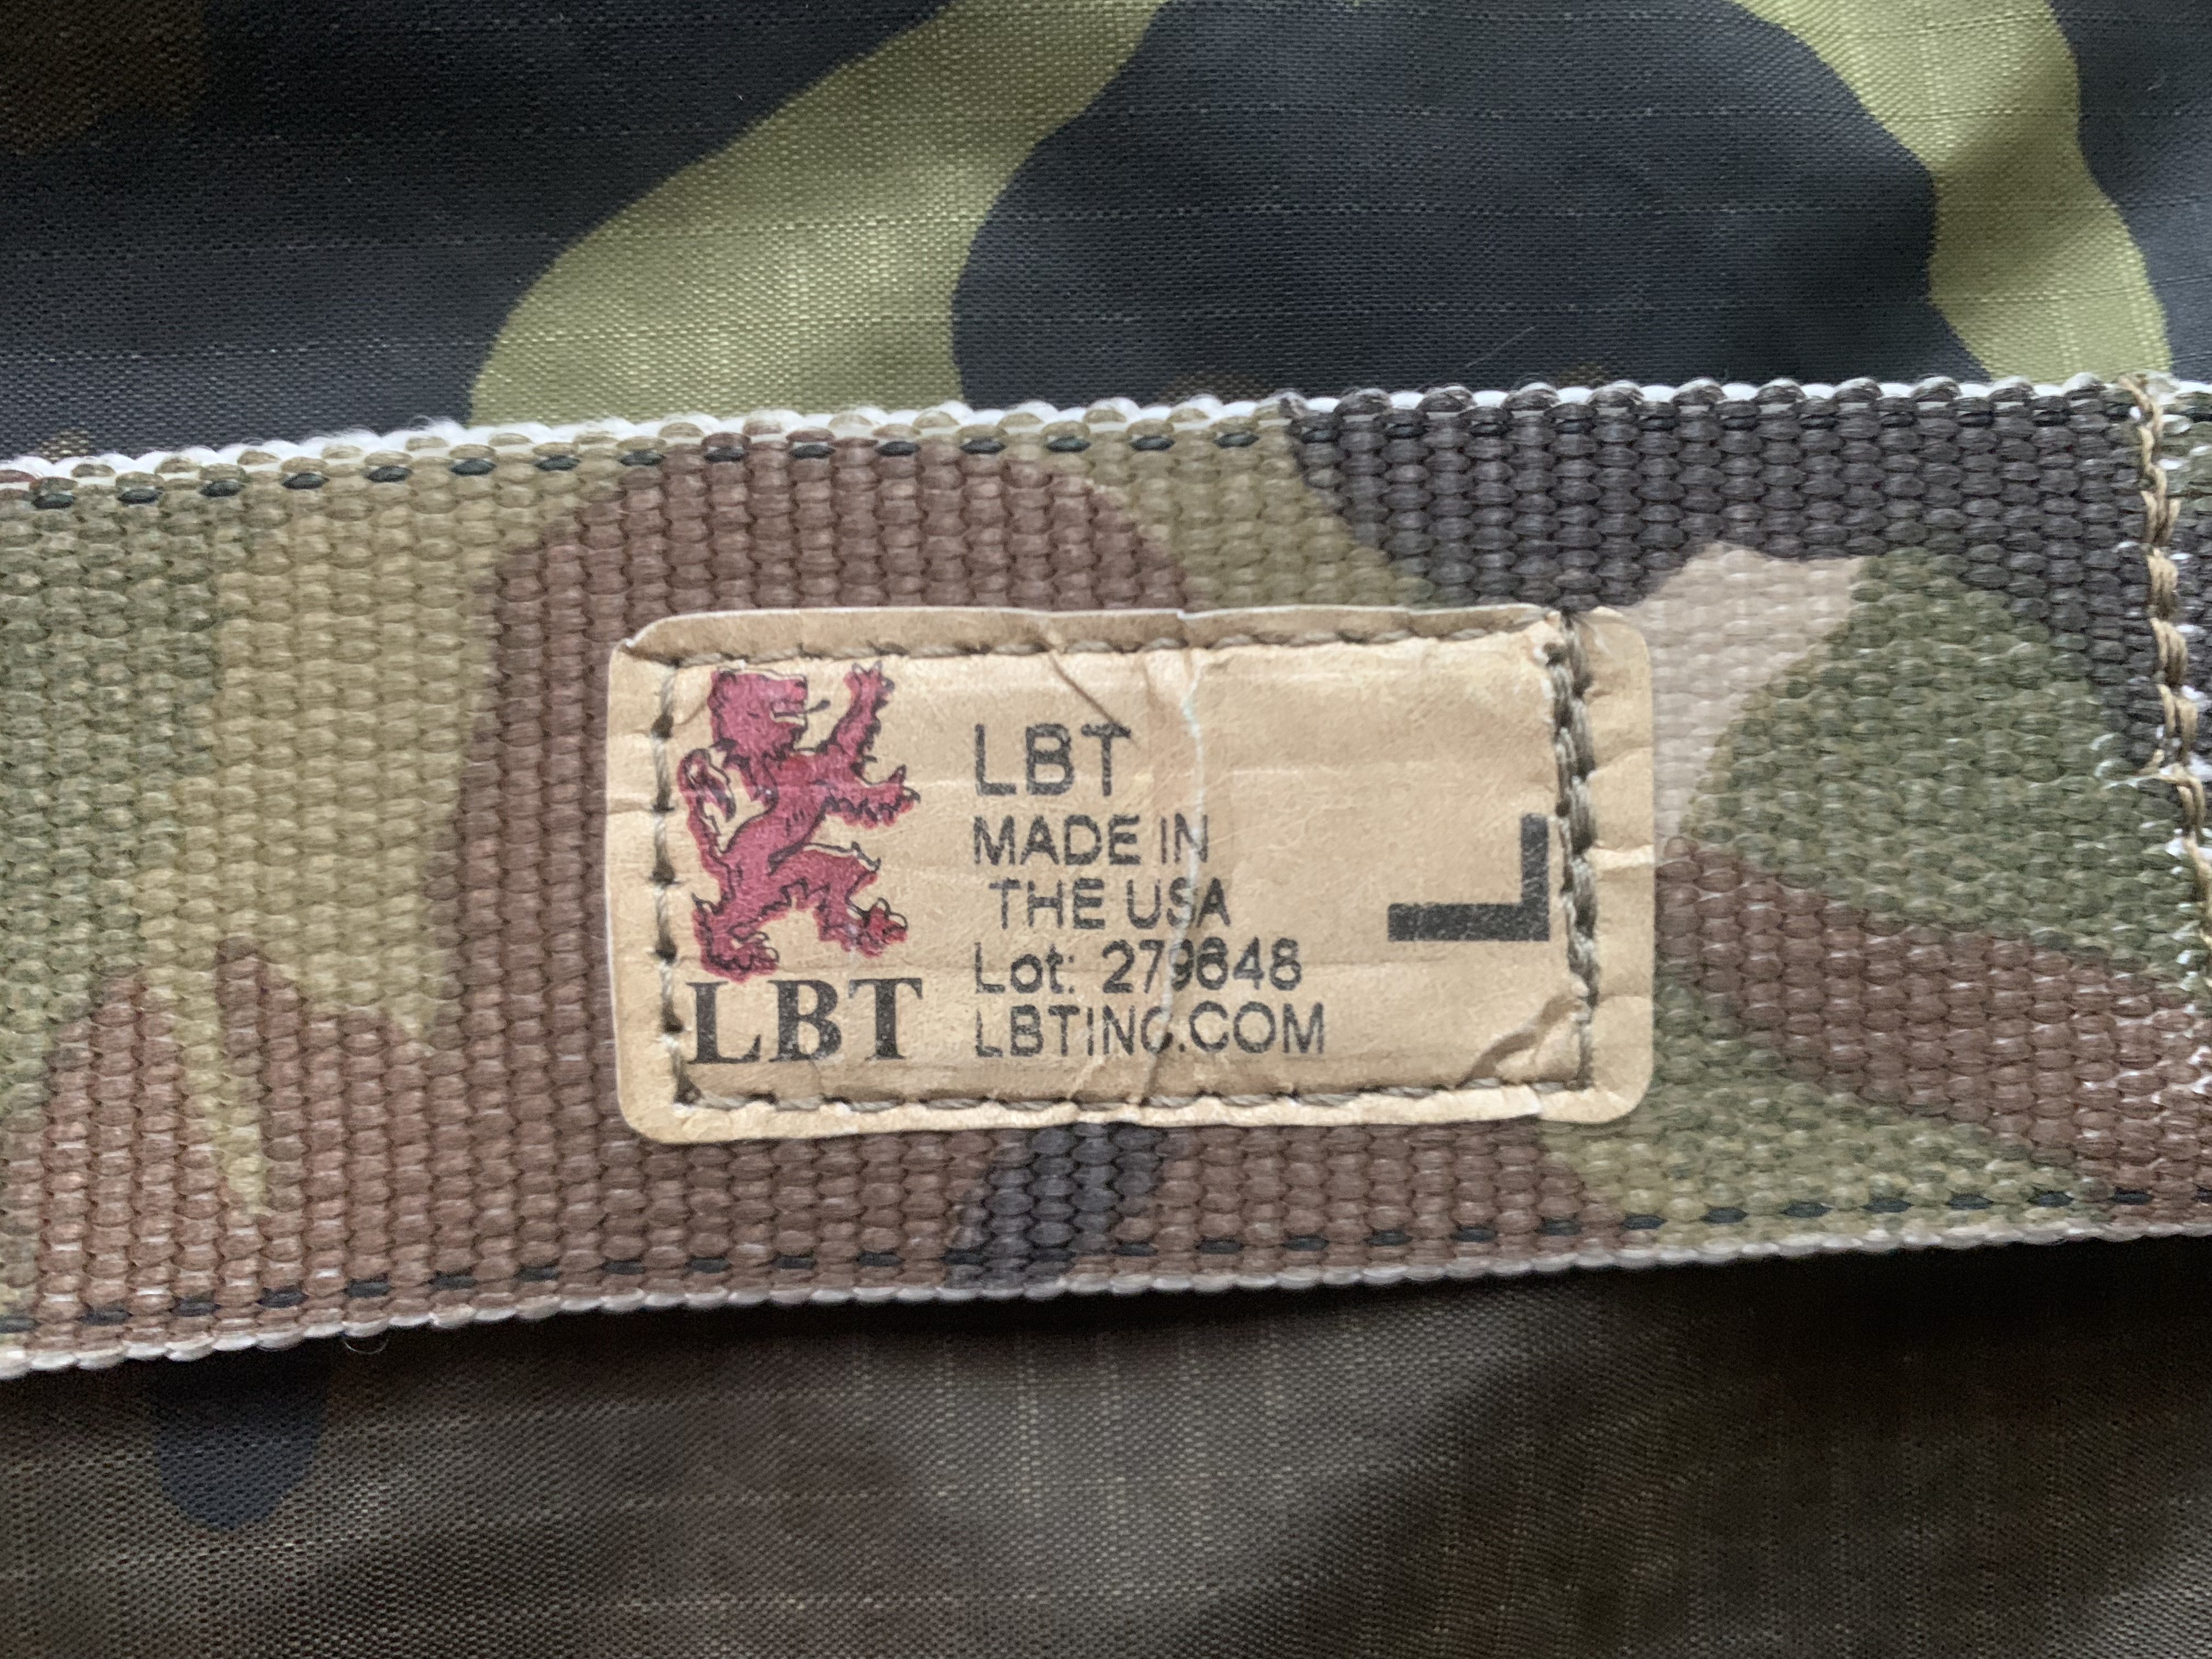 LBT
LBT
MADE IN
THE USA
Lot: 279848
LBTINC.COM
L